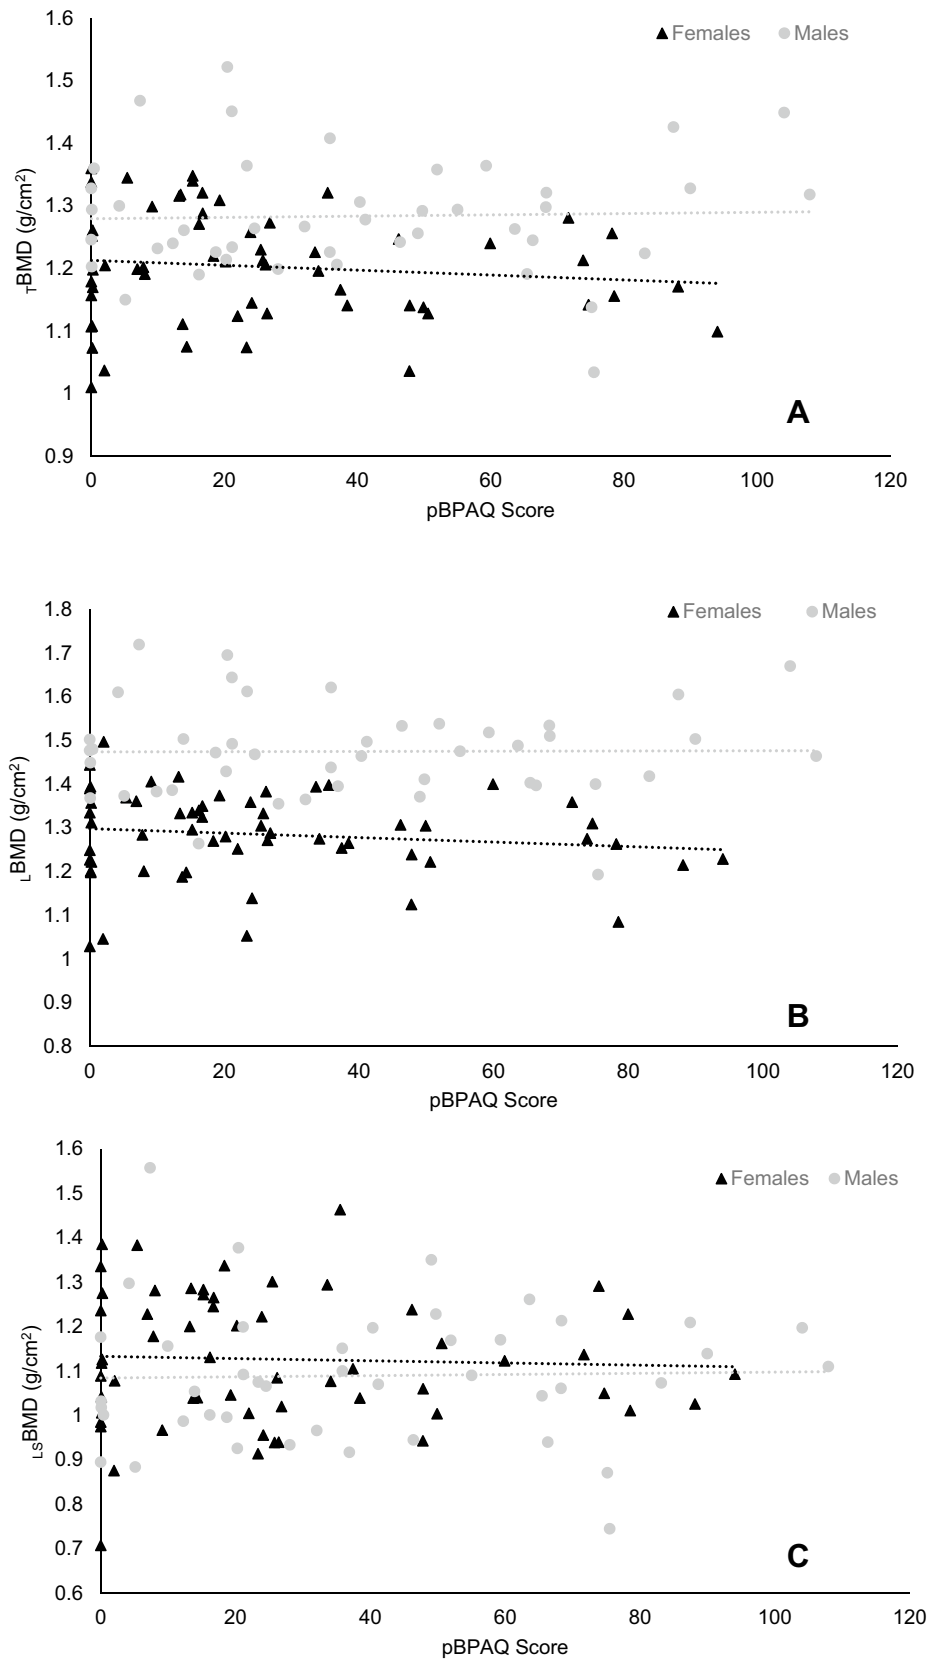 1.6
Females Males
1.5
1.4
1.3
1.2
1.1
1
0.9
TBMD (g/cm2)
A
0 20 40 60 80 100 120
pBPAQ Score
1.8
Females Males
1.7
1.6
1.5
1.4
1.3
1.2
1.1
1
0.9
0.8
LBMD (g/cm2)
B
0 20 40 60 80 100 120
pBPAQ Score
1.6
Females Males
1.5
1.4
1.3
1.2
1.1
1
0.9
0.8
0.7
0.6
LSBMD (g/cm2)
C
0 20 40 60 80 100 120
pBPAQ Score